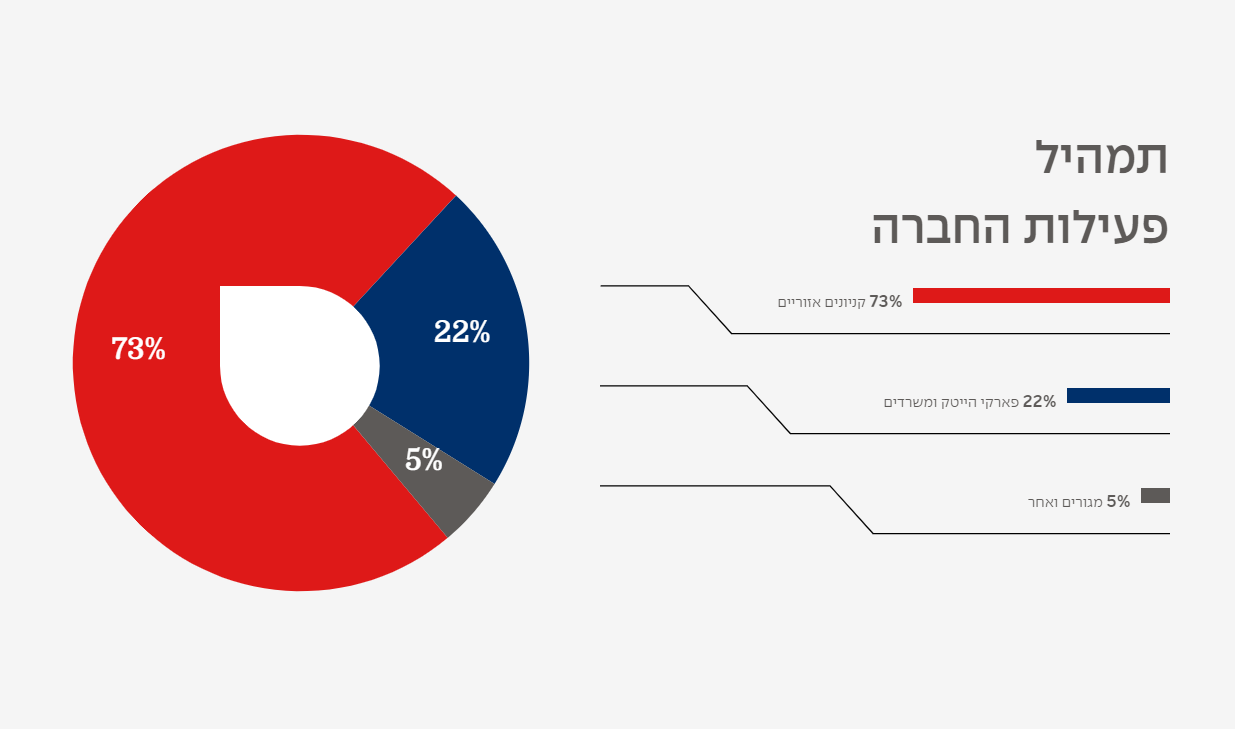 תמהיל
פעילות החברה
73% קניונים אזוריים
22% פארקי הייטק ומשרדים
5% מגורים ואחר
73%
22%
5%